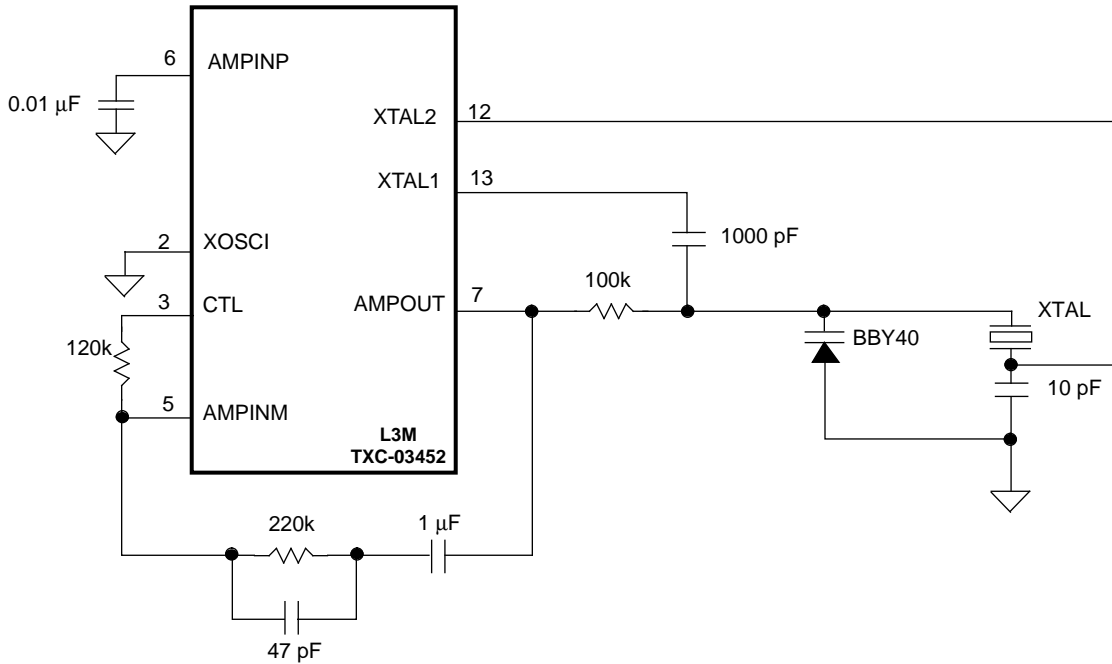 6
AMPINP
0.01 μF
XTAL2
12
XTAL1
13
1000 pF
2
XOSCI
100k
3
CTL
AMPOUT
7
XTAL
BBY40
120k
10 pF
5
AMPINM
L3M
TXC-03452
220k
1 μF
47 pF